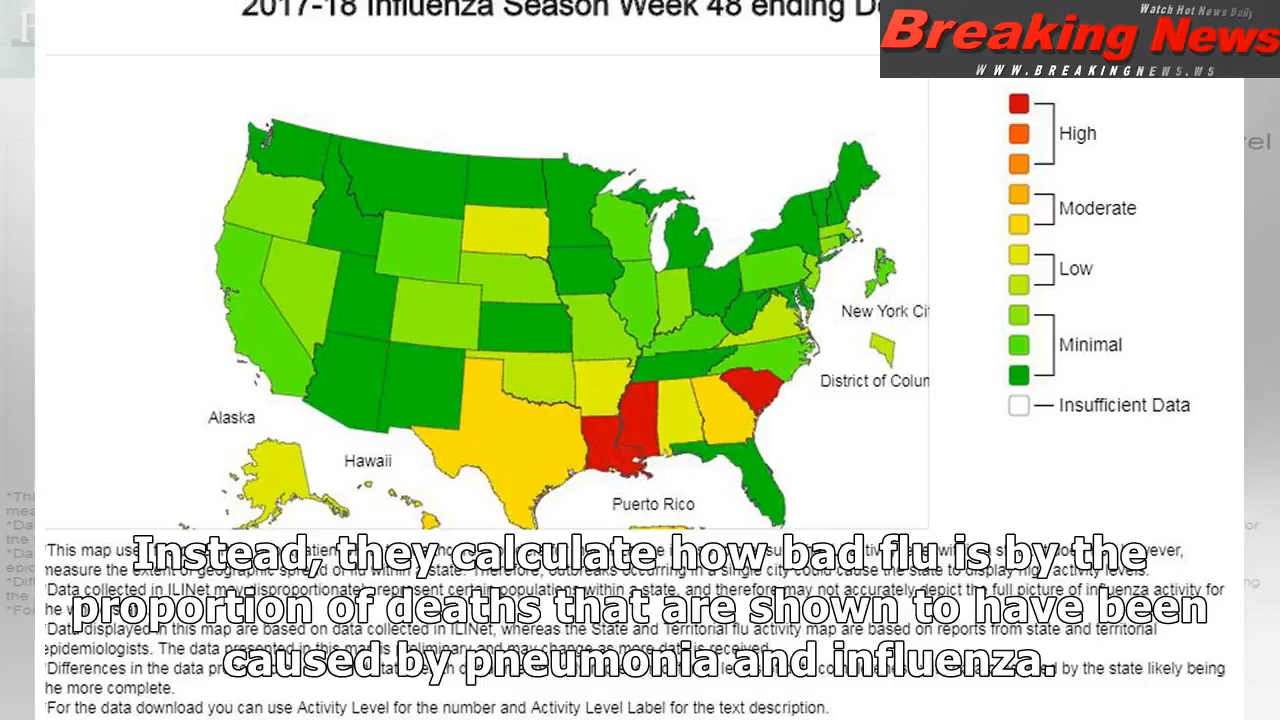 2017-18 Influenza Season Week 48 ending De
Watch Hot News Daily
Breaking News
WWW.BREAKINGNEWS.WS
High
Moderate
Low
Minimal
Insufficient Data
New York Cit
District of Colum
Alaska
Hawaii
Puerto Rico
Instead, they calculate how bad flu is by the
proportion of deaths that are shown to have been
caused by pneumonia and influenza.
*This map use
measure the extent of geographic spread of flu within a state. Therefore, outbreaks occurring in a single city could cause the state to display high activity levels.
*Data collected in ILINet may disproportionately represent certain populations within a state, and therefore may not accurately depict the full picture of influenza activity for
the w
*Data displayed in this map are based on data collected in ILINet, whereas the State and Territorial flu activity map are based on reports from state and territorial
epidemiologists. The data presented in this map is preliminary and may change as more data is received.
*Differences in the data by the state likely being
the more complete.
*For the data download you can use Activity Level for the number and Activity Level Label for the text description.